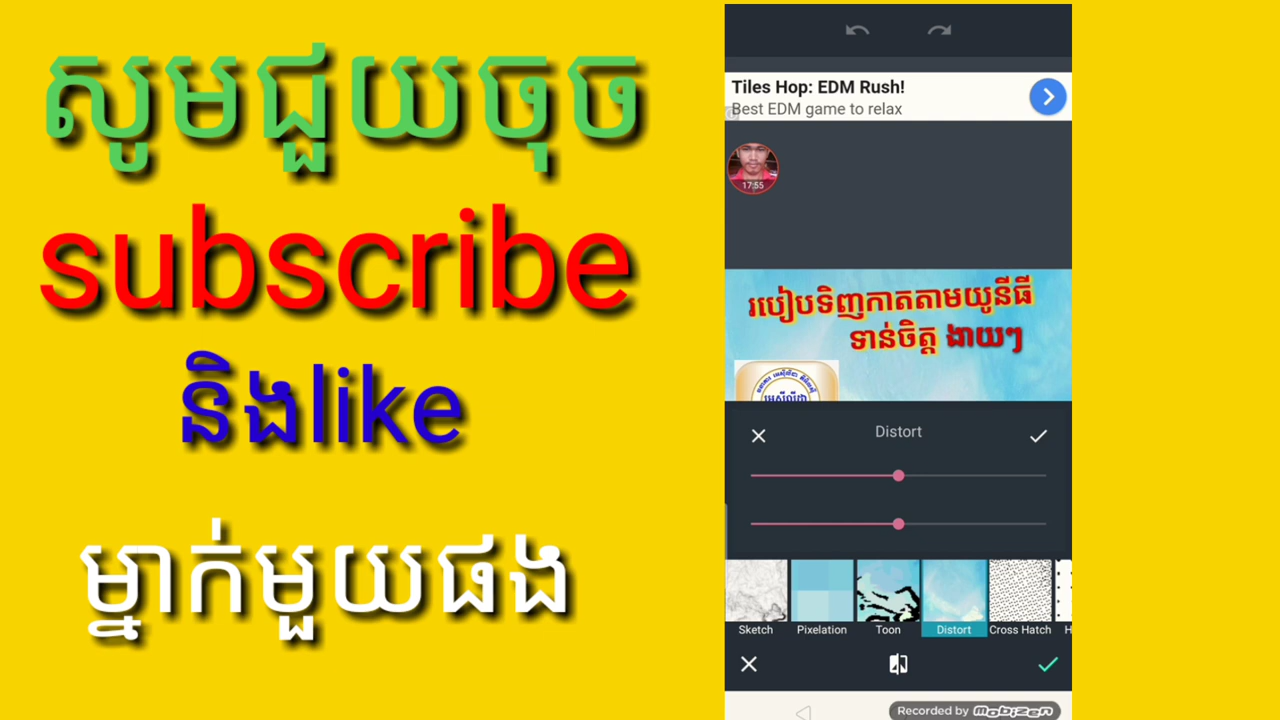 សូមជួយចុច
subscribe
និងlike
ម្នាក់មួយផង
Tiles Hop: EDM Rush!
Best EDM game to relax
17:55
របៀបទិញកាតតាមយូនីធី
ទាន់ចិត្ត ងាយៗ
Distort
Sketch Pixelation Toon Distort Cross Hatch H
Recorded by Mobizen